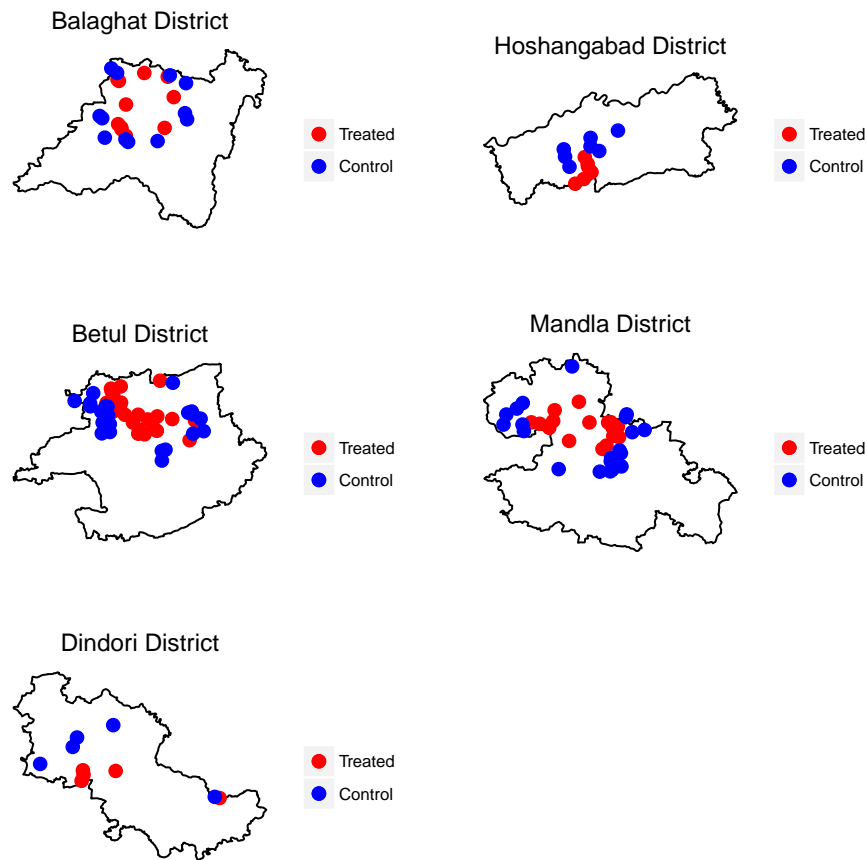 Balaghat District
Treated
Control
Hoshangabad District
Treated
Control
Betul District
Treated
Control
Mandla District
Treated
Control
Dindori District
Treated
Control